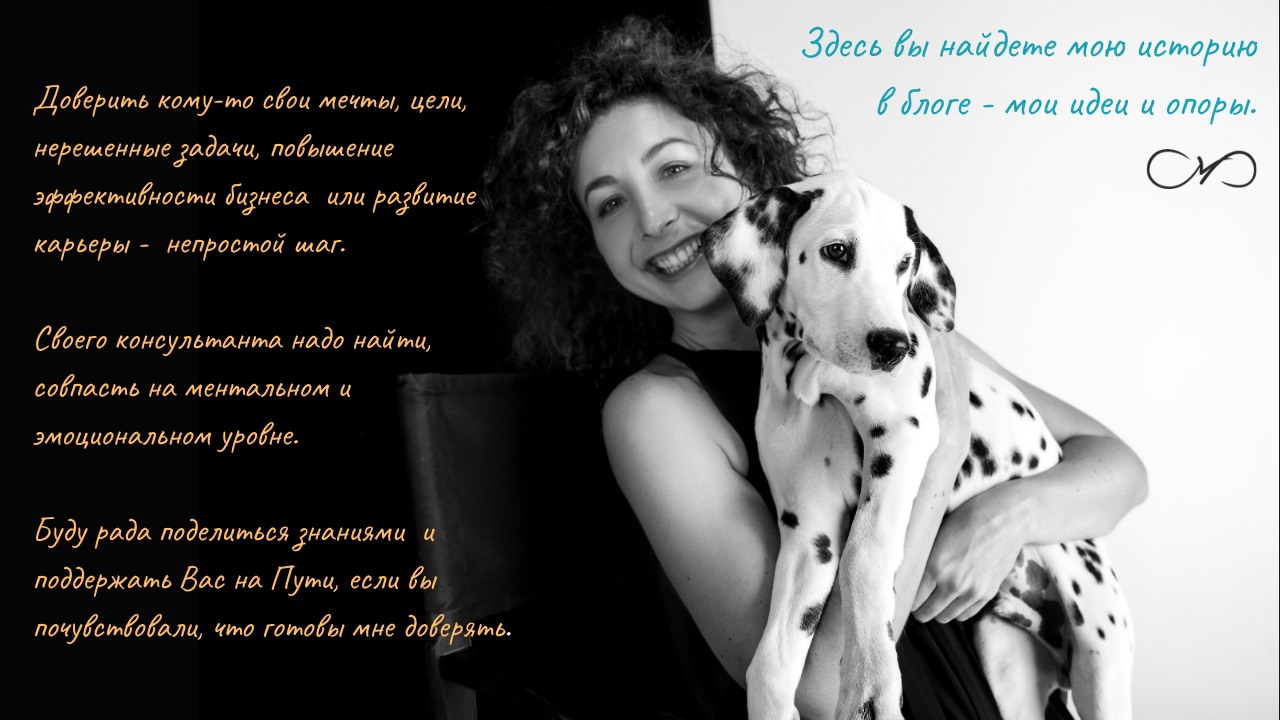 Здесь вы найдете мою историю
в блоге - мои идеи и опоры.
Доверить кому-то свои мечты, цели,
нерешенные задачи, повышение
эффективности бизнеса или развитие
карьеры - непростой шаг.
Своего консультанта надо найти,
совпасть на ментальном и
эмоциональном уровне.
Буду рада поделиться знаниями и
поддержать Вас на Пути, если вы
почувствовали, что готовы мне доверять.